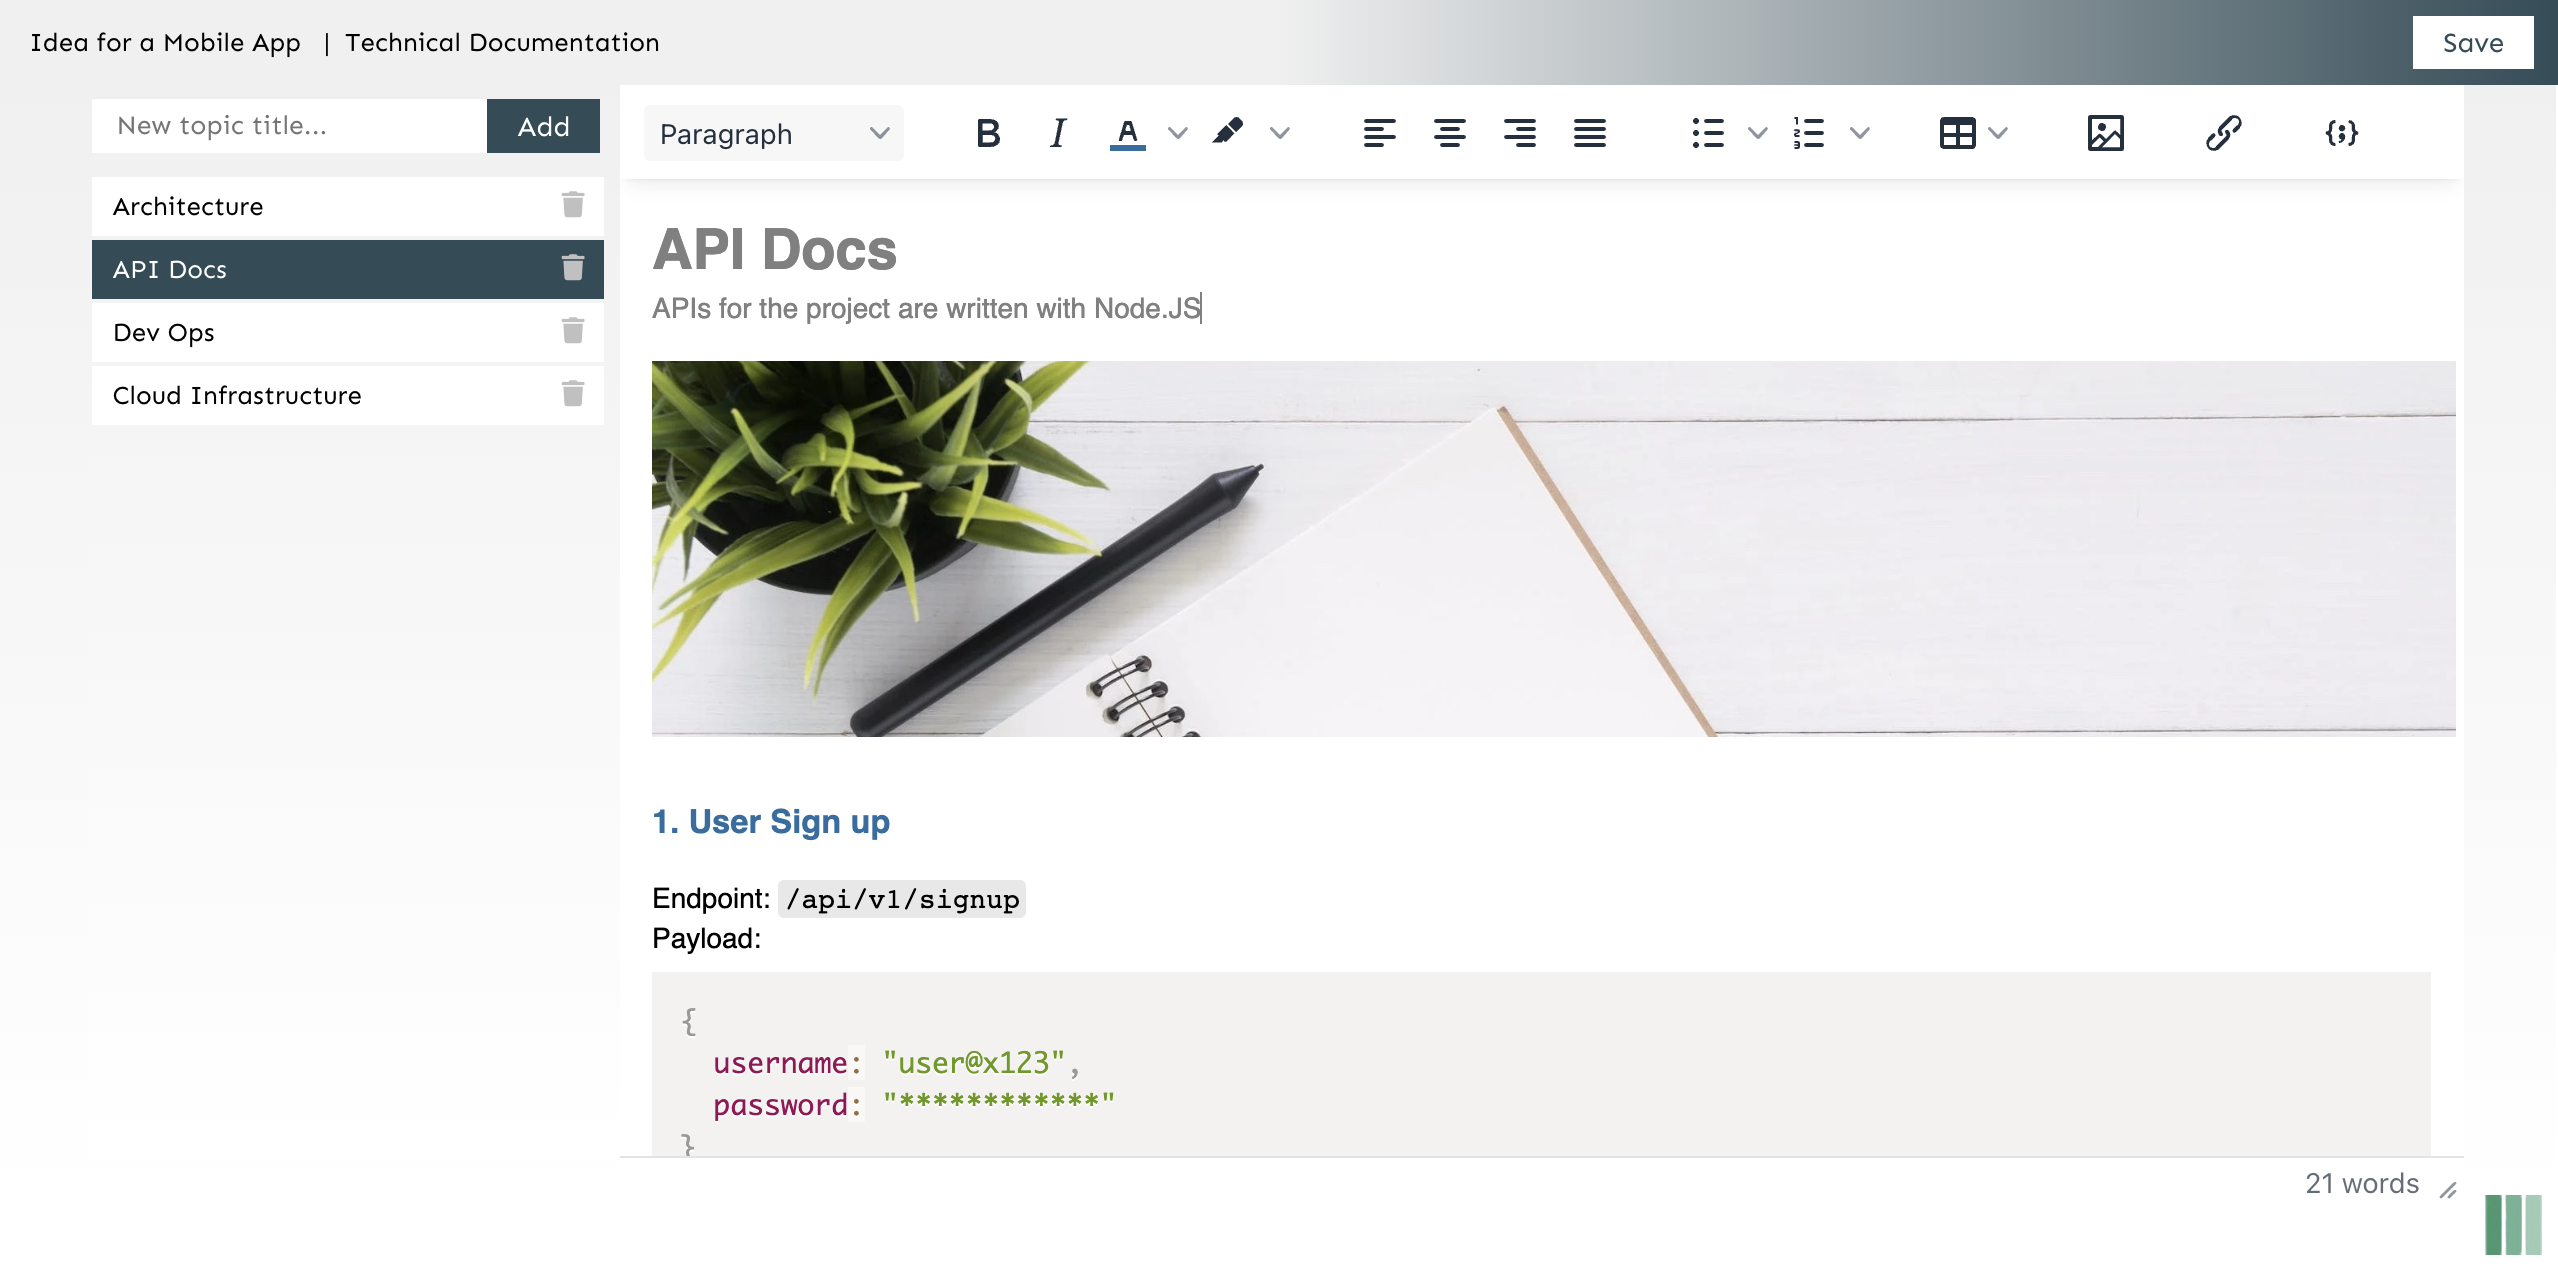 Idea for a Mobile App | Technical Documentation
Save
New topic title...
Add
Architecture
API Docs
Dev Ops
Cloud Infrastructure
Paragraph
B I A
API Docs
APIs for the project are written with Node.JS
1. User Sign up
Endpoint: /api/v1/signup
Payload:
{
username: "user@x123",
password: "************"
}
21 words